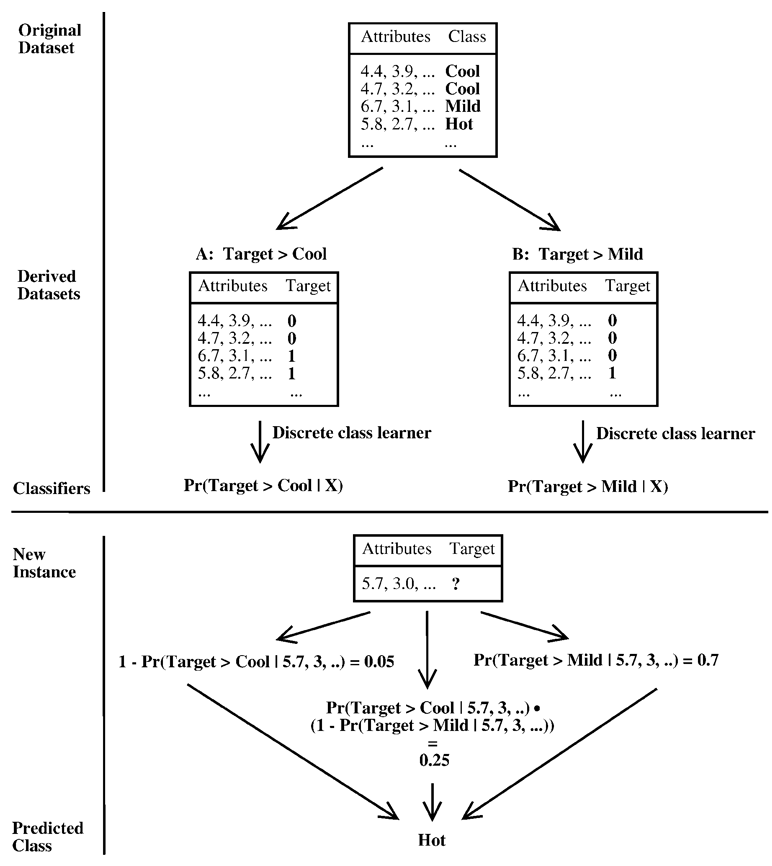 Original
Dataset
Attributes Class
4.4, 3.9, ... Cool
4.7, 3.2, ... Cool
6.7, 3.1, ... Mild
5.8, 2.7, ... Hot
... ...
Derived
Datasets
A: Target > Cool
Attributes Target
4.4, 3.9, ... 0
4.7, 3.2, ... 0
6.7, 3.1, ... 1
5.8, 2.7, ... 1
... ...
B: Target > Mild
Attributes Target
4.4, 3.9, ... 0
4.7, 3.2, ... 0
6.7, 3.1, ... 0
5.8, 2.7, ... 1
... ...
Discrete class learner
Discrete class learner
Classifiers
Pr(Target > Cool | X)
Pr(Target > Mild | X)
New
Instance
Attributes Target
5.7, 3.0, ... ?
1 - Pr(Target > Cool | 5.7, 3, ..) = 0.05
Pr(Target > Mild | 5.7, 3, ..) = 0.7
Pr(Target > Cool | 5.7, 3, ..) •
(1 - Pr(Target > Mild | 5.7, 3, ...))
=
0.25
Predicted
Class
Hot